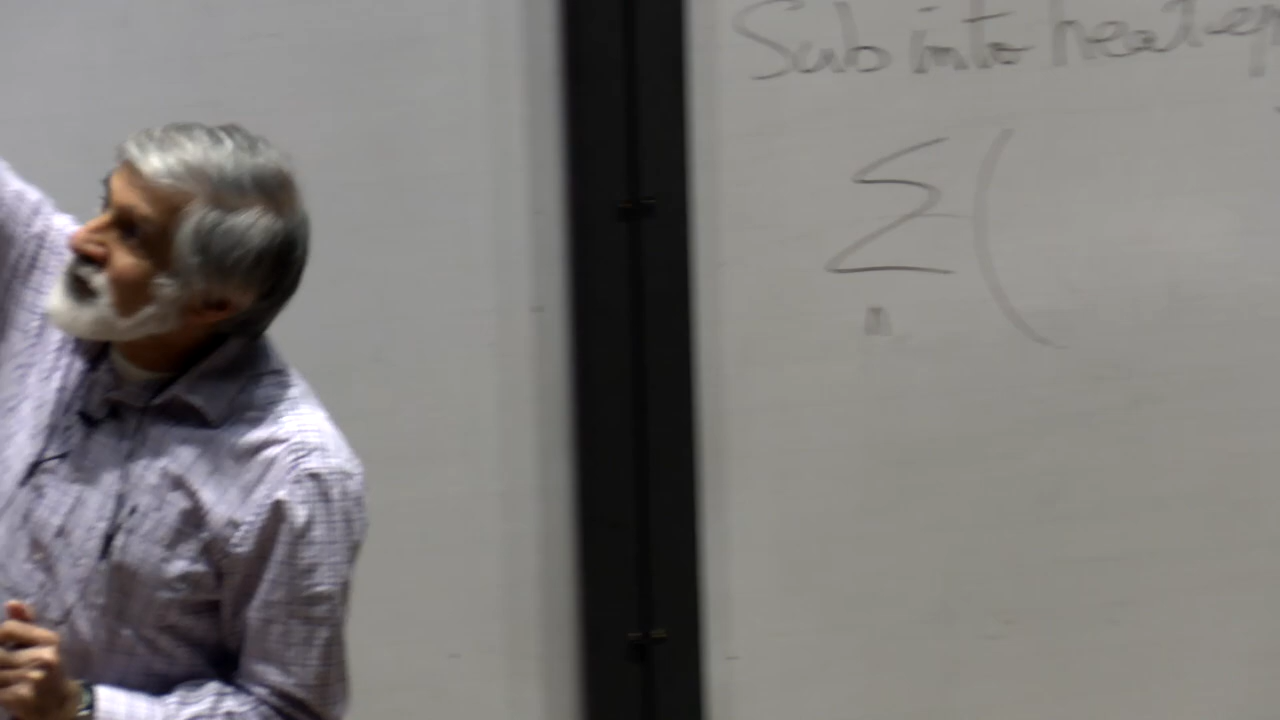 Sub into heat eq
Σ (
n